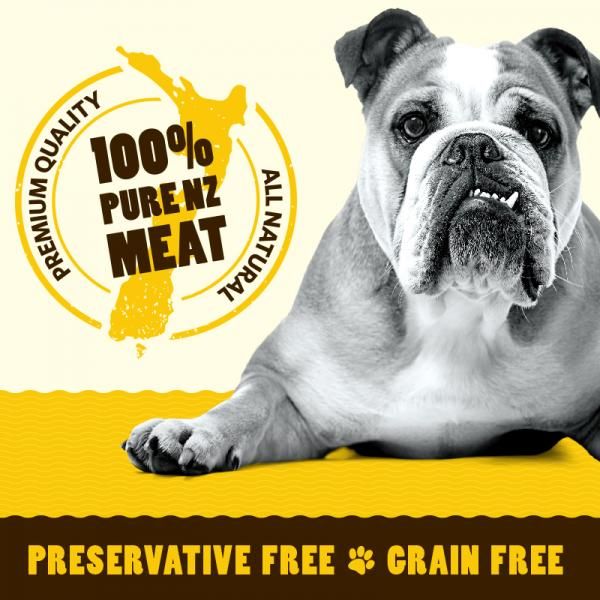 PREMIUM QUALITY
100%
PURE NZ
MEAT
ALL NATURAL
PRESERVATIVE FREE GRAIN FREE